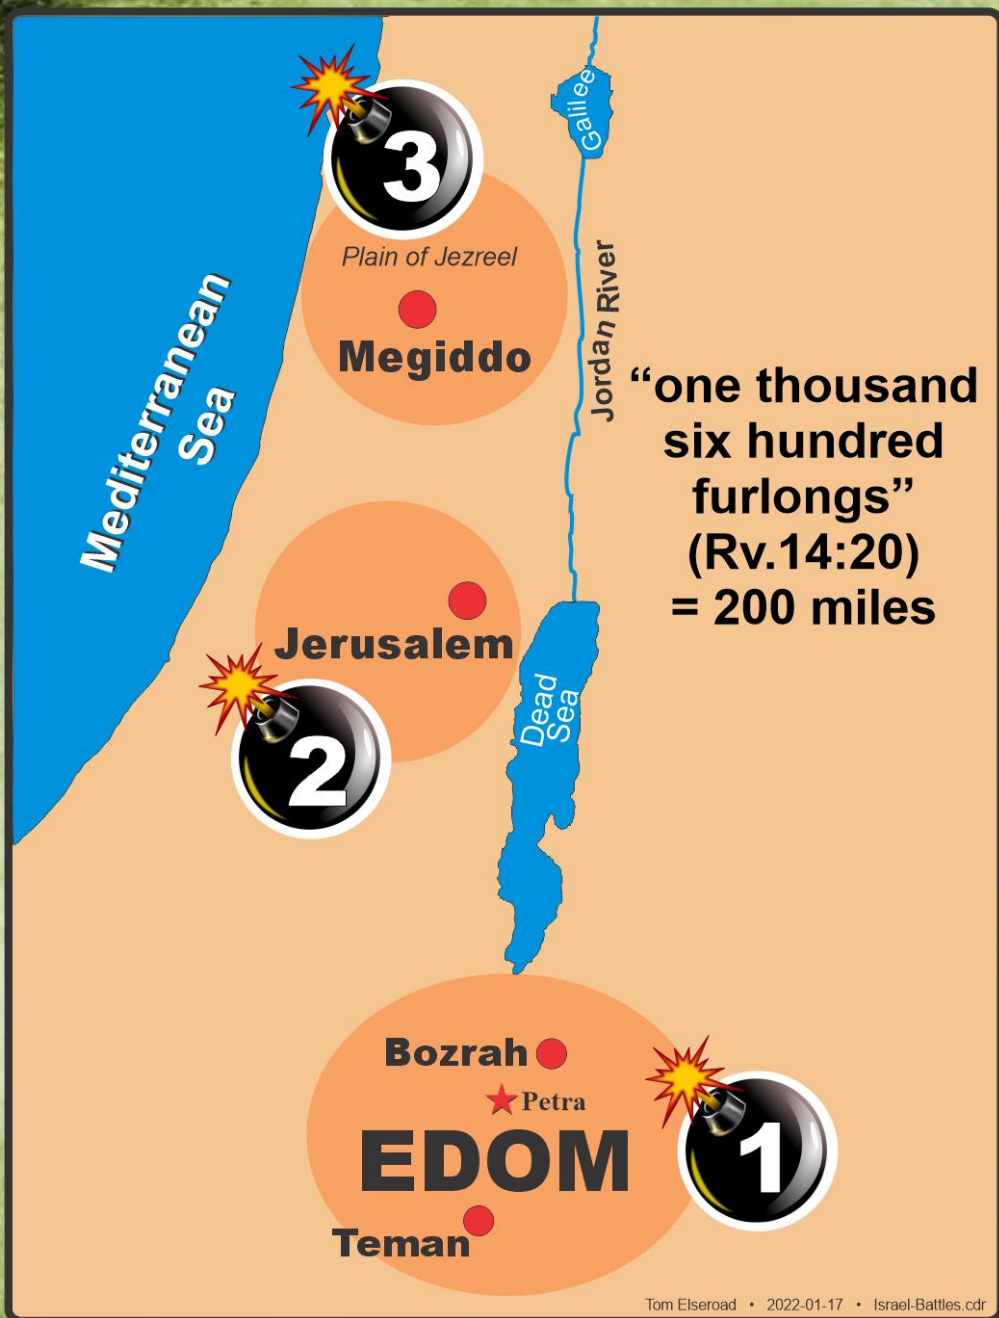 3
Galilee
Plain of Jezreel
Megiddo
Mediterranean
Sea
Jordan River
“one thousand
six hundred
furlongs”
(Rv.14:20)
= 200 miles
Jerusalem
2
Dead
Sea
Bozrah
Petra
EDOM
1
Teman
Tom Elseroad • 2022-01-17 • Israel-Battles.cdr